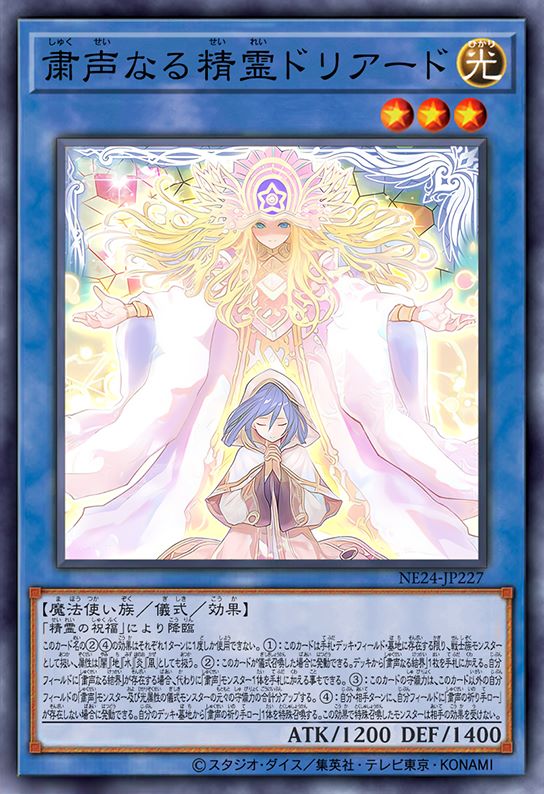 粛声なる精霊ドリアード
光
NE24-JP227
【魔法使い族／儀式／効果】
「精霊の祝福」により降臨
このカード名の②④の効果はそれぞれ1ターンに1度しか使用できない。①：このカードは手札・デッキ・フィールド・墓地に存在する限り、戦士族モンスター
として扱い、属性は「闇」「地」「水」「炎」「風」としても扱う。②：このカードが儀式召喚した場合に発動できる。デッキから「粛声なる結界」1枚を手札に加える。自分
フィールドに「粛声なる結界」が存在する場合、代わりに「粛声」モンスター1体を手札に加える事もできる。③：このカードの守備力は、このカード以外の自分
フィールドの「粛声」モンスター及び光属性の儀式モンスターの元々の守備力の合計分アップする。④：自分・相手ターンに、自分フィールドに「粛声の祈り手ロー」
が存在しない場合に発動できる。自分のデッキ・墓地から「粛声の祈り手ロー」1体を特殊召喚する。この効果で特殊召喚したモンスターは相手の効果を受けない。
ATK/1200 DEF/1400
©スタジオ・ダイス／集英社・テレビ東京・KONAMI